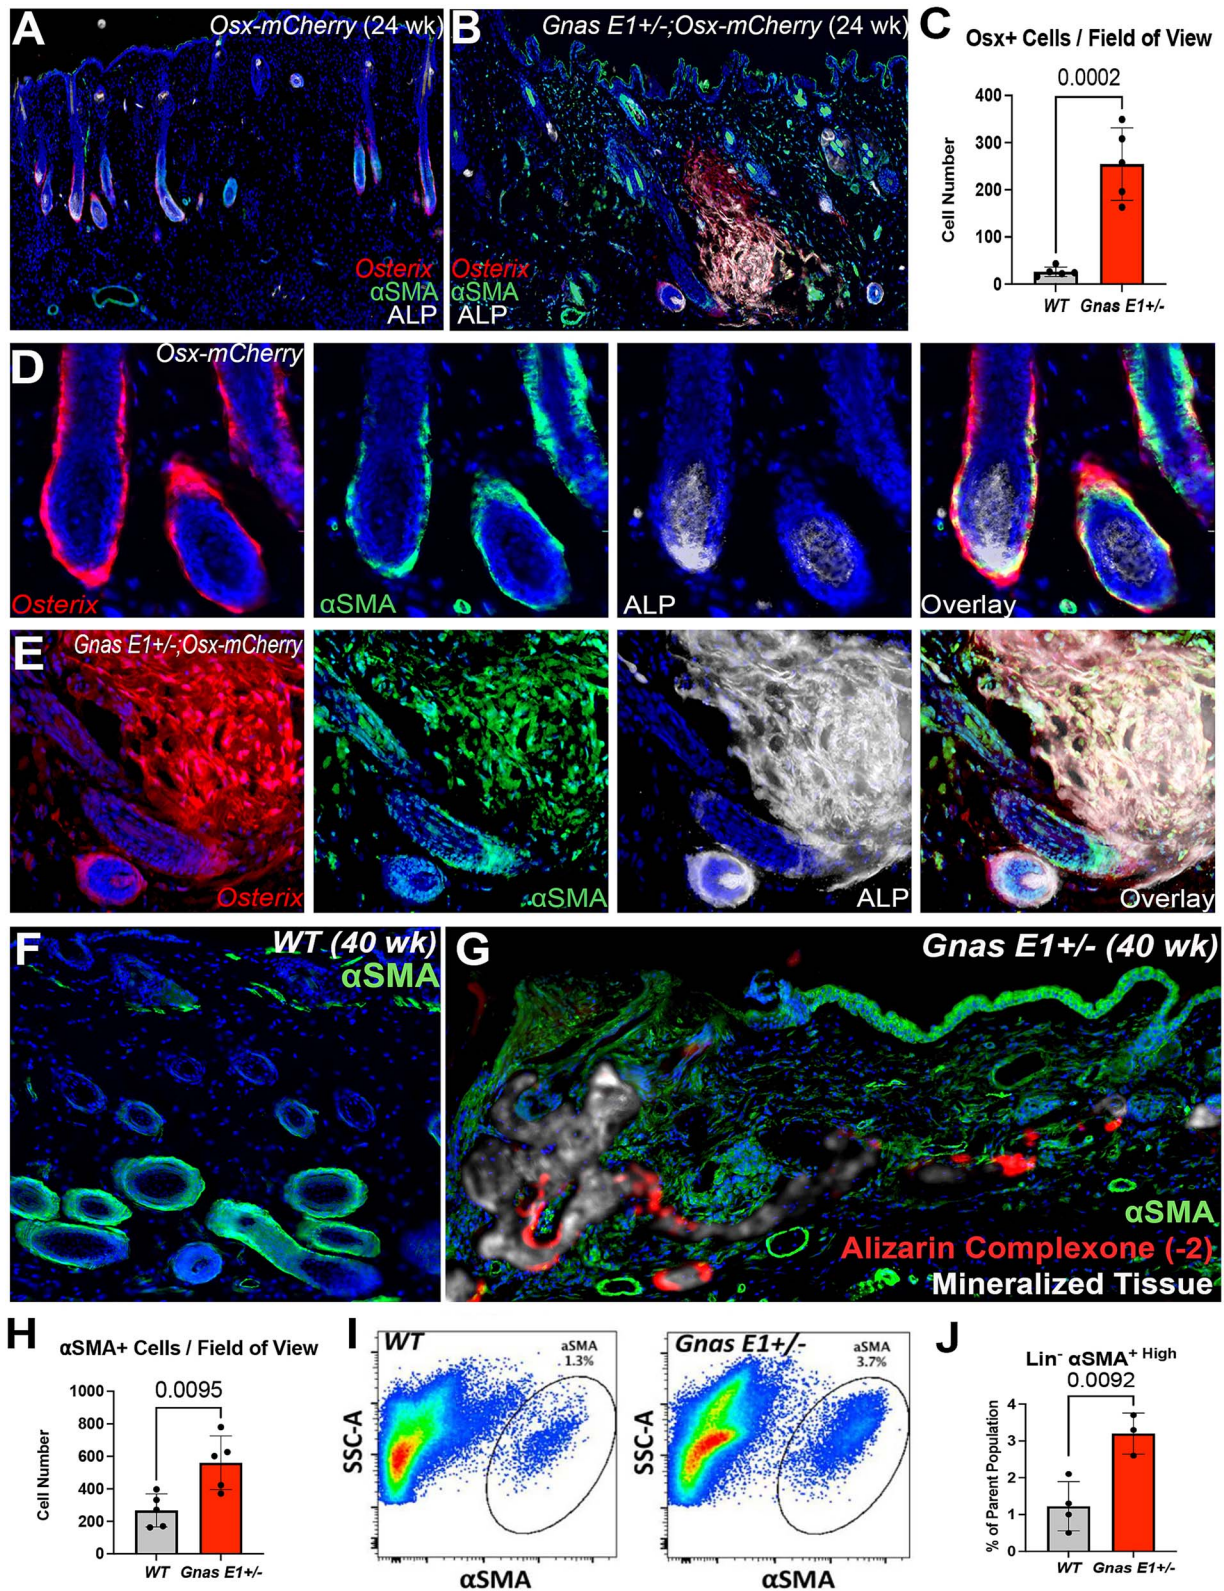 A
Osx-mCherry (24 wk)
Osterix
αSMA
ALP
B
Gnas E1+/-;Osx-mCherry (24 wk)
Osterix
αSMA
ALP
C
Osx+ Cells / Field of View
0.0002
400
300
200
100
0
Cell Number
WT
Gnas E1+/-
D
Osx-mCherry
Osterix
αSMA
ALP
Overlay
E
Gnas E1+/-;Osx-mCherry
Osterix
αSMA
ALP
Overlay
F
WT (40 wk)
αSMA
G
Gnas E1+/- (40 wk)
αSMA
Alizarin Complexone (-2)
Mineralized Tissue
H
αSMA+ Cells / Field of View
0.0095
1000
800
600
400
200
0
Cell Number
WT
Gnas E1+/-
I
WT
aSMA
1.3%
SSC-A
αSMA
Gnas E1+/-
aSMA
3.7%
SSC-A
αSMA
J
Lin- αSMA+ High
0.0092
4
3
2
1
0
% of Parent Population
WT
Gnas E1+/-